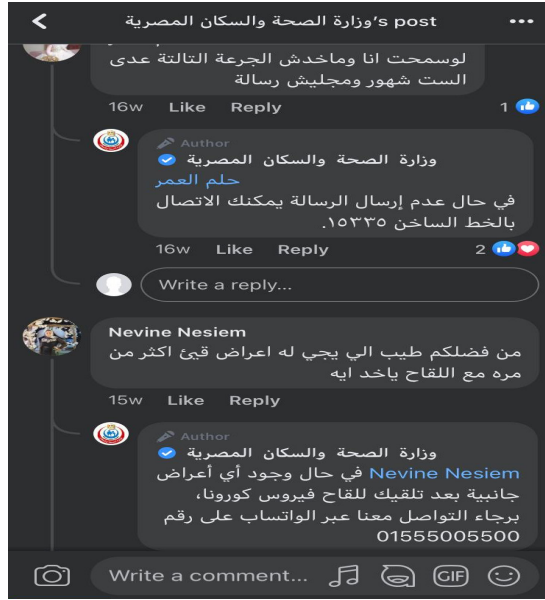 وزارة الصحة والسكان المصرية's post
لوسمحت انا وماخدش الجرعة التالتة عدى
الست شهور ومجليش رسالة
16w Like Reply 1
Author
وزارة الصحة والسكان المصرية
حلم العمر
في حال عدم إرسال الرسالة يمكنك الاتصال
بالخط الساخن ١٥٣٣٥.
16w Like Reply 2
Write a reply...
Nevine Nesiem
من فضلكم طيب الي يجي له اعراض قيئ اكثر من
مره مع اللقاح ياخد ايه
15w Like Reply
Author
وزارة الصحة والسكان المصرية
Nevine Nesiem في حال وجود أي أعراض
جانبية بعد تلقيك للقاح فيروس كورونا،
برجاء التواصل معنا عبر الواتساب على رقم
01555005500
Write a comment...
GIF